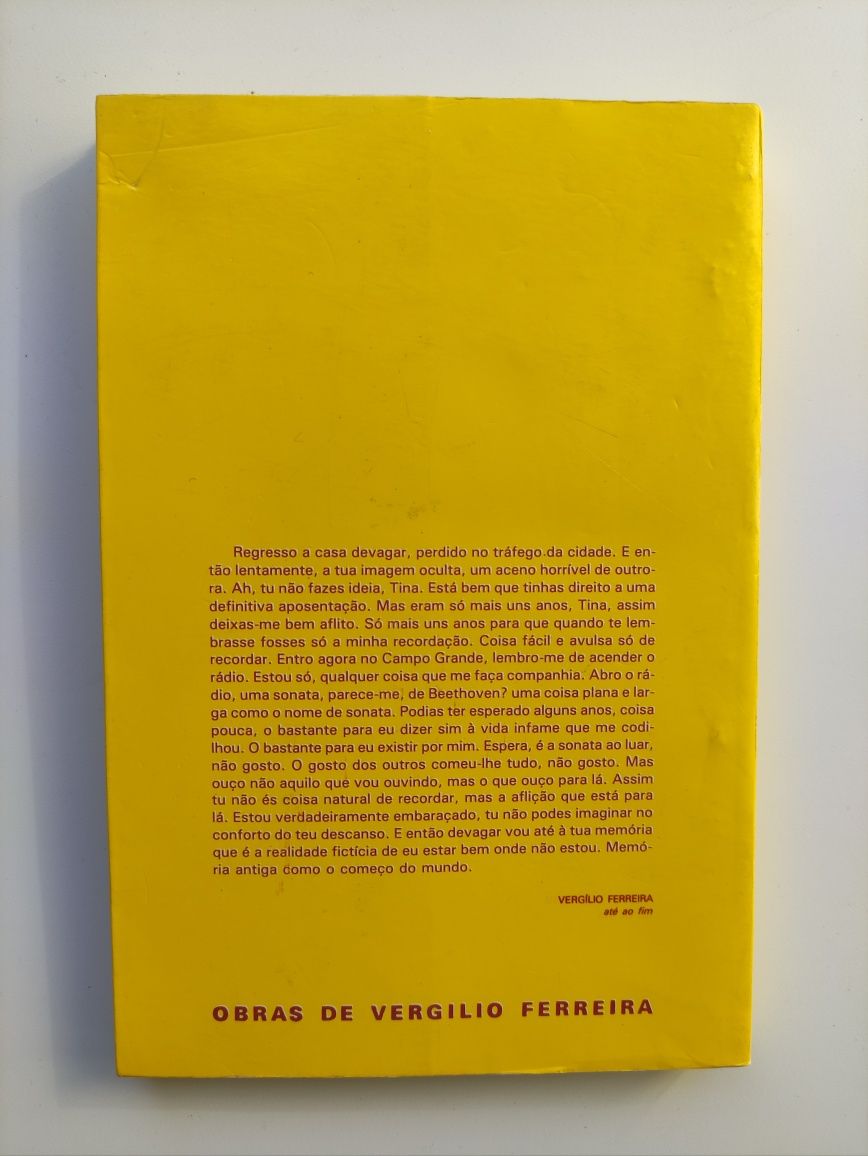 Regresso a casa devagar, perdido no tráfego da cidade. E en-
tão lentamente, a tua imagem oculta, um aceno horrível de outro-
ra. Ah, tu não fazes ideia, Tina. Está bem que tinhas direito a uma
definitiva aposentação. Mas eram só mais uns anos, Tina, assim
deixas-me bem aflito. Só mais uns anos para que quando te lem-
brasse fosses só a minha recordação. Coisa fácil e avulsa só de
recordar. Entro agora no Campo Grande, lembro-me de acender o
rádio. Estou só, qualquer coisa que me faça companhia. Abro o rá-
dio, uma sonata, parece-me, de Beethoven? uma coisa plana e lar-
ga como o nome de sonata. Podias ter esperado alguns anos, coisa
pouca, o bastante para eu dizer sim à vida infame que me codi-
lhou. O bastante para eu existir por mim. Espera, é a sonata ao luar,
não gosto. O gosto dos outros comeu-lhe tudo, não gosto. Mas
ouço não aquilo que vou ouvindo, mas o que ouço para lá. Assim
tu não és coisa natural de recordar, mas a aflição que está para
lá. Estou verdadeiramente embaraçado, tu não podes imaginar no
conforto do teu descanso. E então devagar vou até à tua memória
que é a realidade fictícia de eu estar bem onde não estou. Memó-
ria antiga como o começo do mundo.
VERGÍLIO FERREIRA
até ao fim
OBRAS DE VERGILIO FERREIRA